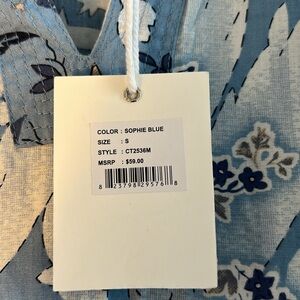 COLOR : SOPHIE BLUE
SIZE : S
STYLE : CT2536M
MSRP : $59.00
8 23798 29576 8